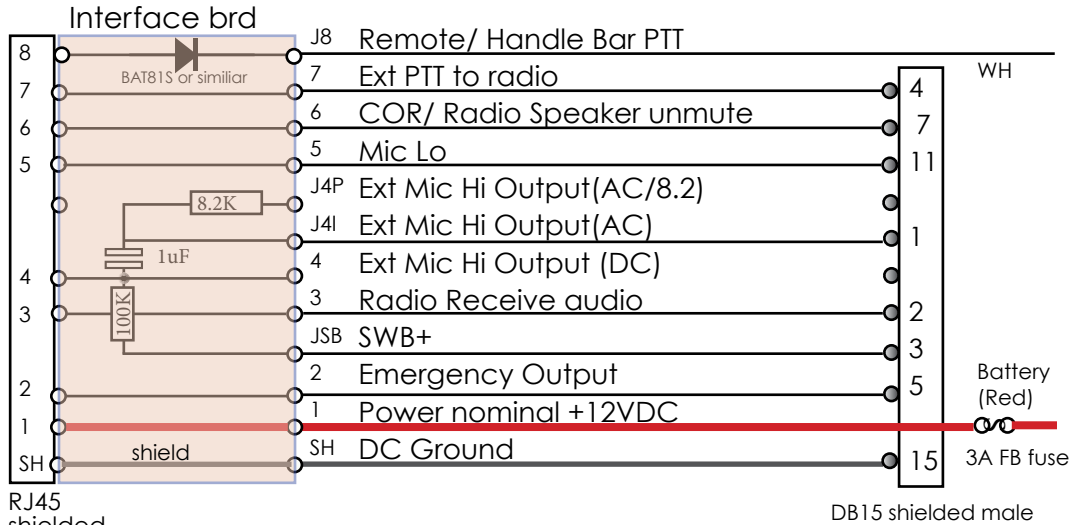 Interface brd
8 J8 Remote/ Handle Bar PTT
BAT81S or similiar
WH
7 7 Ext PTT to radio 4
6 6 COR/ Radio Speaker unmute 7
5 5 Mic Lo 11
8.2K J4P Ext Mic Hi Output(AC/8.2)
J4I Ext Mic Hi Output(AC) 1
1uF
4 4 Ext Mic Hi Output (DC)
3 100K 3 Radio Receive audio 2
JSB SWB+ 3
2 2 Emergency Output 5
Battery
(Red)
1 1 Power nominal +12VDC
SH shield SH DC Ground 15
3A FB fuse
RJ45
shielded
DB15 shielded male